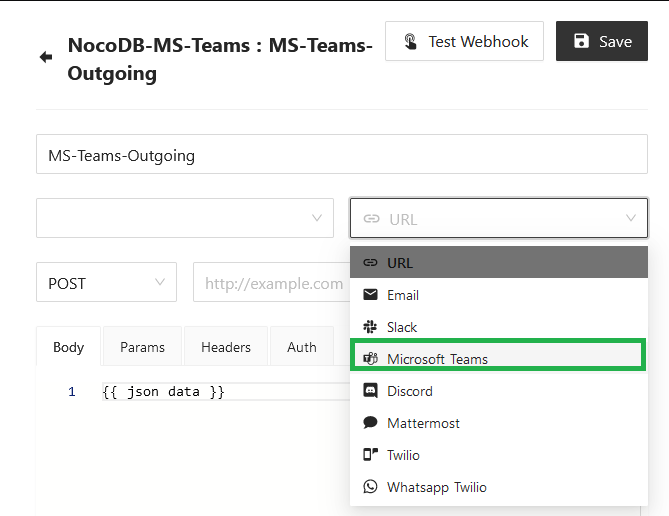 NocoDB-MS-Teams : MS-Teams-
Outgoing
Test Webhook
Save
MS-Teams-Outgoing
URL
URL
POST
http://example.com
Email
Slack
Microsoft Teams
Discord
Mattermost
Twilio
Whatsapp Twilio
Body
Params
Headers
Auth
1 {{ json data }}